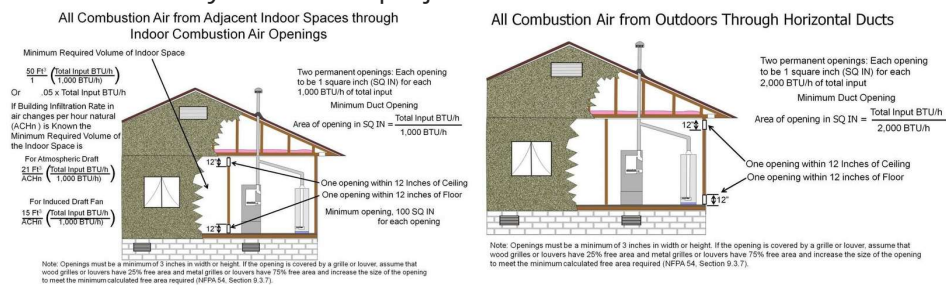 All Combustion Air from Adjacent Indoor Spaces through
Indoor Combustion Air Openings
Minimum Required Volume of Indoor Space
50 Ft³ (Total Input BTU/h)
1 1,000 BTU/h)
Or .05 x Total Input BTU/h
If Building Infiltration Rate in
air changes per hour natural
(ACHn ) is Known the
Minimum Required Volume of
the Indoor Space is
For Atmospheric Draft
21 Ft³ (Total Input BTU/h)
ACHn 1,000 BTU/h)
For Induced Draft Fan
15 Ft³ (Total Input BTU/h)
ACHn 1,000 BTU/h)
Two permanent openings: Each opening
to be 1 square inch (SQ IN) for each
1,000 BTU/h of total input
Minimum Duct Opening
Area of opening in SQ IN = Total Input BTU/h
1,000 BTU/h
12"
One opening within 12 Inches of Ceiling
One opening within 12 inches of Floor
Minimum opening, 100 SQ IN
for each opening
12"
Note: Openings must be a minimum of 3 inches in width or height. If the opening is covered by a grille or louver, assume that
wood grilles or louvers have 25% free area and metal grilles or louvers have 75% free area and increase the size of the opening
to meet the minimum calculated free area required (NFPA 54, Section 9.3.7).
All Combustion Air from Outdoors Through Horizontal Ducts
Two permanent openings: Each opening
to be 1 square inch (SQ IN) for each
2,000 BTU/h of total input
Minimum Duct Opening
Area of opening in SQ IN = Total Input BTU/h
2,000 BTU/h
12"
One opening within 12 Inches of Ceiling
One opening within 12 inches of Floor
12"
Note: Openings must be a minimum of 3 inches in width or height. If the opening is covered by a grille or louver, assume that
wood grilles or louvers have 25% free area and metal grilles or louvers have 75% free area and increase the size of the opening
to meet the minimum calculated free area required (NFPA 54, Section 9.3.7).